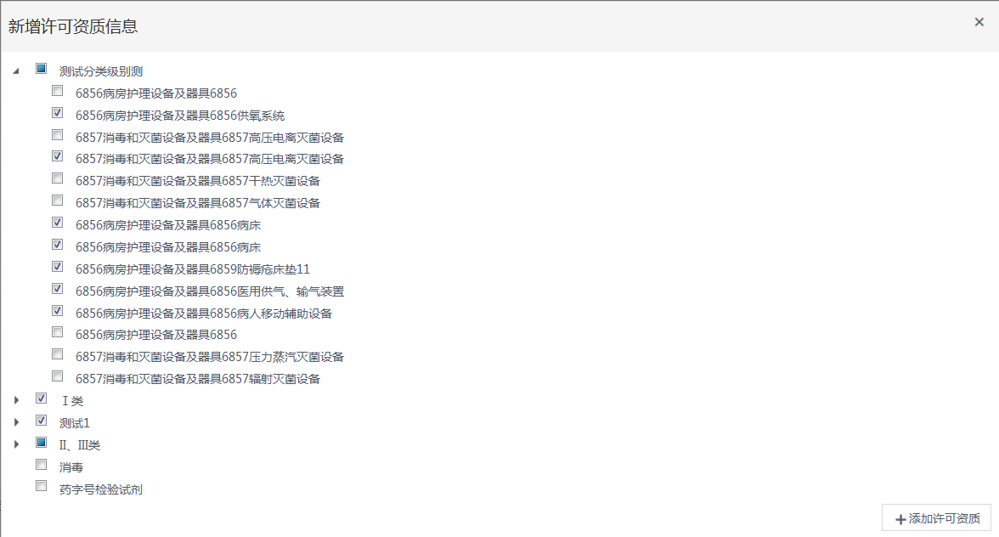 新增许可资质信息
测试分类级别测
6856病房护理设备及器具6856
6856病房护理设备及器具6856供氧系统
6857消毒和灭菌设备及器具6857高压电离灭菌设备
6857消毒和灭菌设备及器具6857高压电离灭菌设备
6857消毒和灭菌设备及器具6857干热灭菌设备
6857消毒和灭菌设备及器具6857气体灭菌设备
6856病房护理设备及器具6856病床
6856病房护理设备及器具6856病床
6856病房护理设备及器具6859防褥疮床垫11
6856病房护理设备及器具6856医用供气、输气装置
6856病房护理设备及器具6856病人移动辅助设备
6856病房护理设备及器具6856
6857消毒和灭菌设备及器具6857压力蒸汽灭菌设备
6857消毒和灭菌设备及器具6857辐射灭菌设备
Ⅰ类
测试1
Ⅱ、Ⅲ类
消毒
药字号检验试剂
添加许可资质